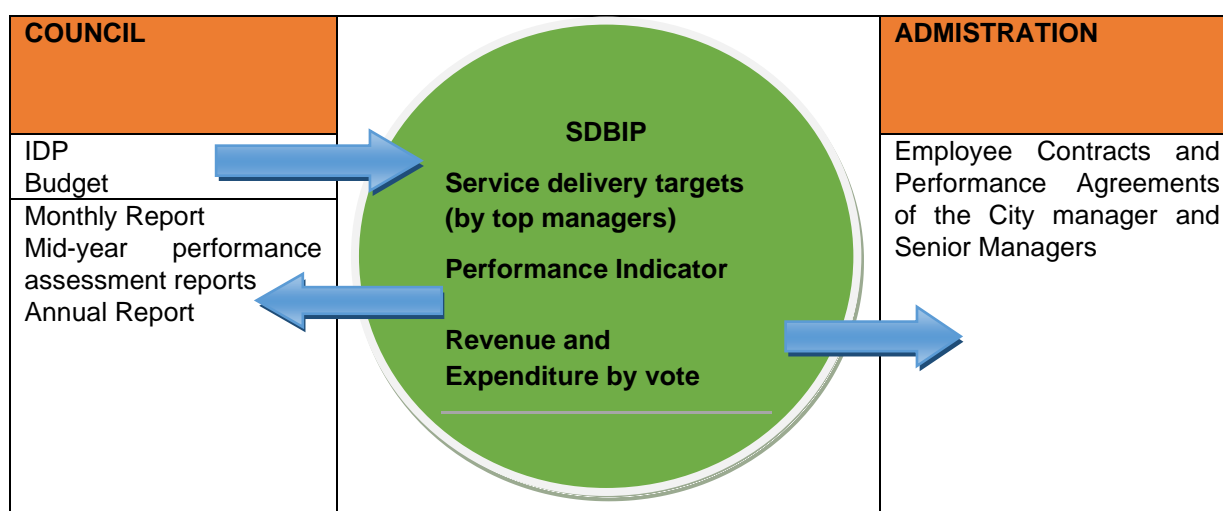 COUNCIL
IDP
Budget
Monthly Report
Mid-year performance
assessment reports
Annual Report
SDBIP
Service delivery targets
(by top managers)
Performance Indicator
Revenue and
Expenditure by vote
ADMISTRATION
Employee Contracts and
Performance Agreements
of the City manager and
Senior Managers